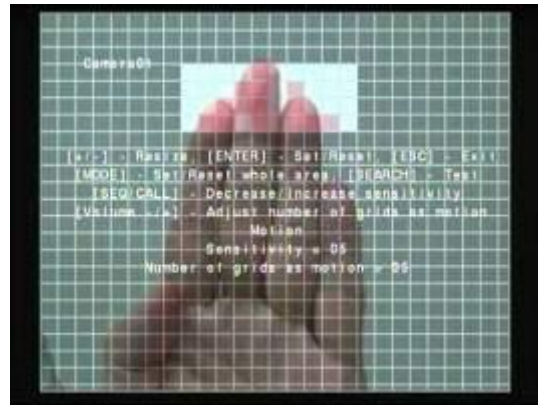 Camera01
[+/-] - Resize, [ENTER] - Set/Reset, [ESC] - Exit
[MODE] - Set/Reset whole area, [SEARCH] - Test
[SEQ/CALL] - Decrease/Increase sensitivity
[Volume -/+] - Adjust number of grids as motion
Motion
Sensitivity = 05
Number of grids as motion = 05